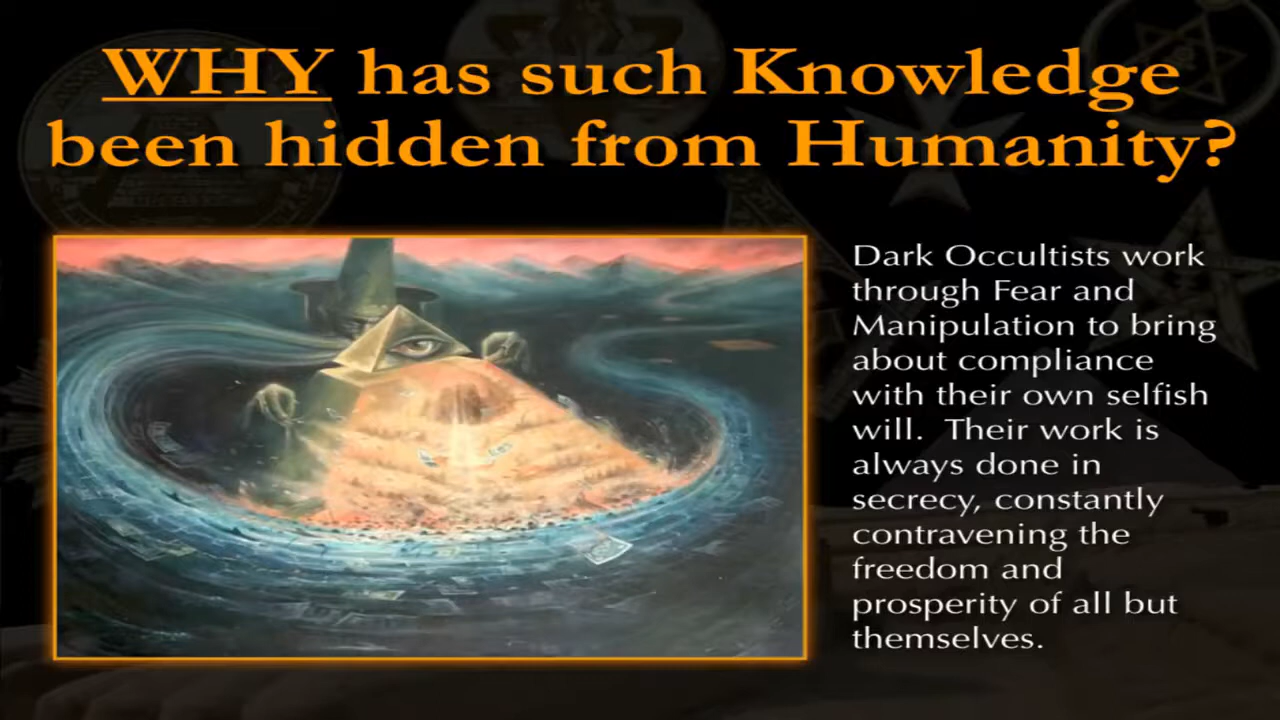 WHY has such Knowledge
been hidden from Humanity?
Dark Occultists work
through Fear and
Manipulation to bring
about compliance
with their own selfish
will.  Their work is
always done in
secrecy, constantly
contravening the
freedom and
prosperity of all but
themselves.